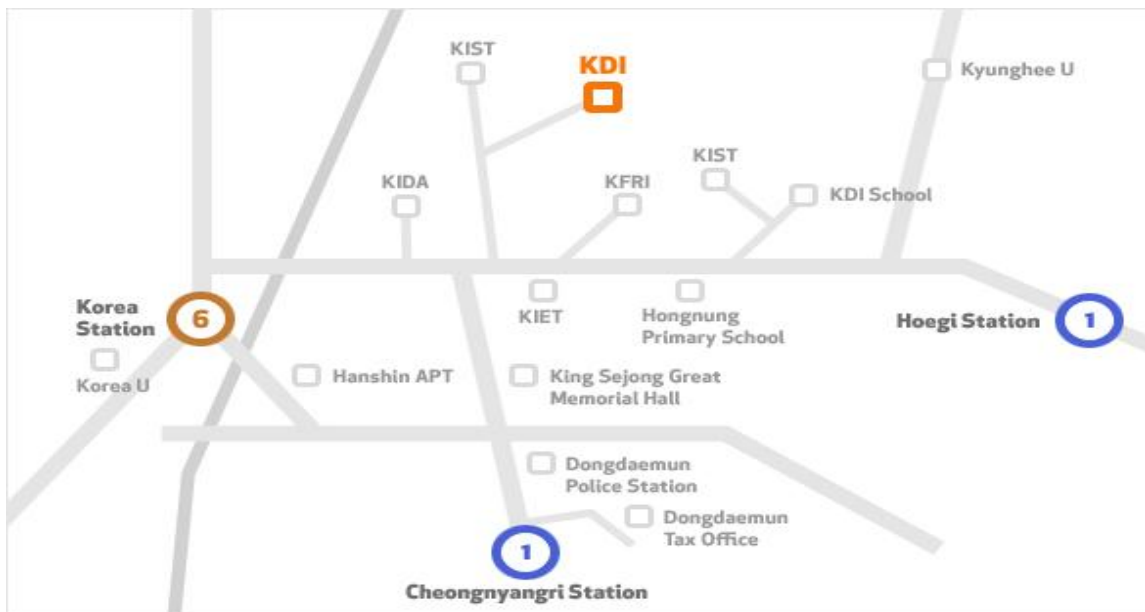 KIST
KDI
Kyunghee U
KIST
KIDA
KFRI
KDI School
Korea
Station
6
KIET
Hongnung
Primary School
Hoegi Station
1
Korea U
Hanshin APT
King Sejong Great
Memorial Hall
Dongdaemun
Police Station
Dongdaemun
Tax Office
1
Cheongnyangri Station